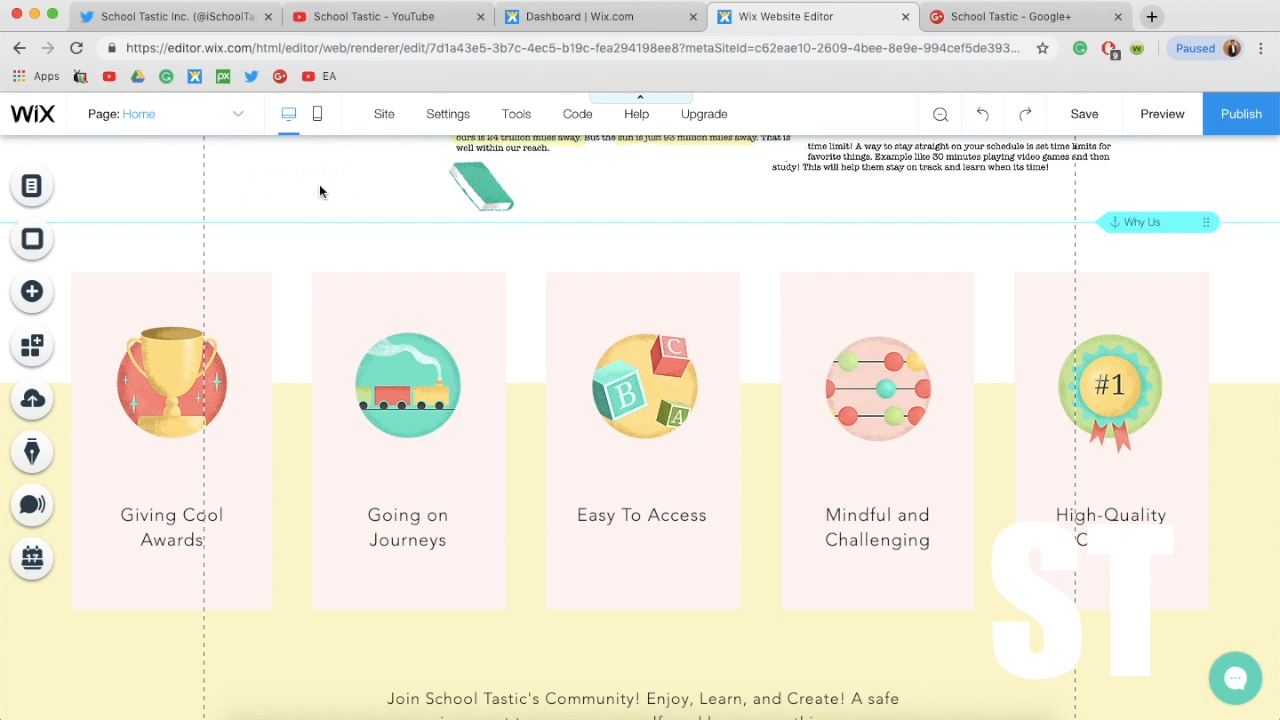 School Tastic Inc. (@iSchoolTa
School Tastic - YouTube
Dashboard | Wix.com
Wix Website Editor
School Tastic - Google+
https://editor.wix.com/html/editor/web/renderer/edit/7d1a43e5-3b7c-4ec5-b19c-fea294198ee8?metaSiteId=c62eae10-2609-4bee-8e9e-994cef5de393...
9
Paused
Apps
EA
WiX
Page: Home
Site
Settings
Tools
Code
Help
Upgrade
Save
Preview
Publish
ours is 24 trillion miles away. But the sun is just 93 million miles away. That is
well within our reach.
time limit! A way to stay straight on your schedule is set time limits for
favorite things. Example like 30 minutes playing video games and then
study! This will help them stay on track and learn when its time!
Why Us
C
B
A
#1
17
Giving Cool
Awards
Going on
Journeys
Easy To Access
Mindful and
Challenging
High-Quality
ST
Join School Tastic's Community! Enjoy, Learn, and Create! A safe